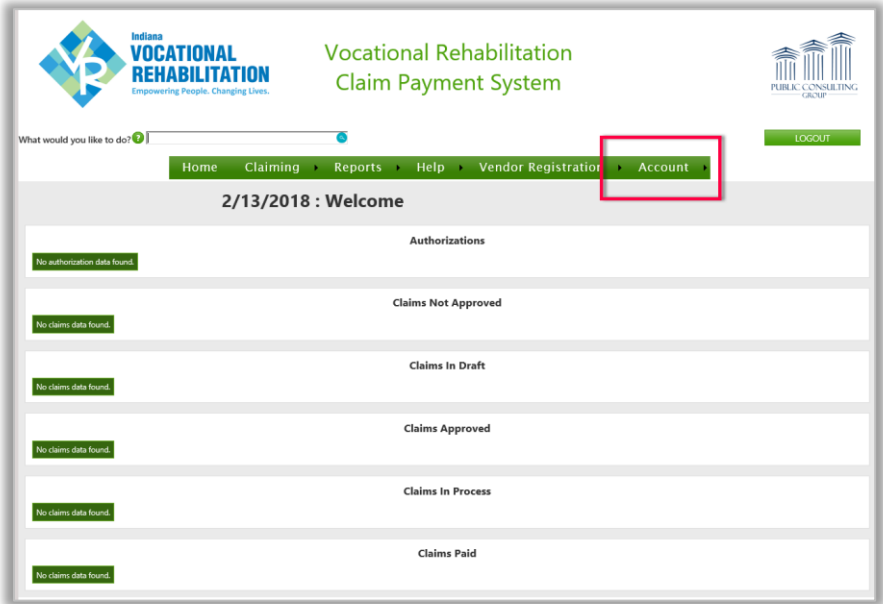 Indiana
VOCATIONAL
REHABILITATION
Empowering People. Changing Lives.
VR
Vocational Rehabilitation
Claim Payment System
PUBLIC CONSULTING
GROUP
What would you like to do? ?
LOGOUT
Home Claiming Reports Help Vendor Registration Account
2/13/2018 : Welcome
Authorizations
No authorization data found.
Claims Not Approved
No claims data found.
Claims In Draft
No claims data found.
Claims Approved
No claims data found.
Claims In Process
No claims data found.
Claims Paid
No claims data found.